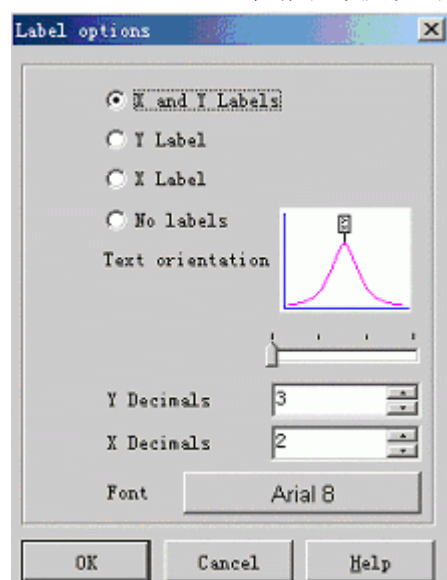 Label options
X and Y Labels
Y Label
X Label
No labels
Text orientation
Y Decimals 3
X Decimals 2
Font Arial 8
OK Cancel Help